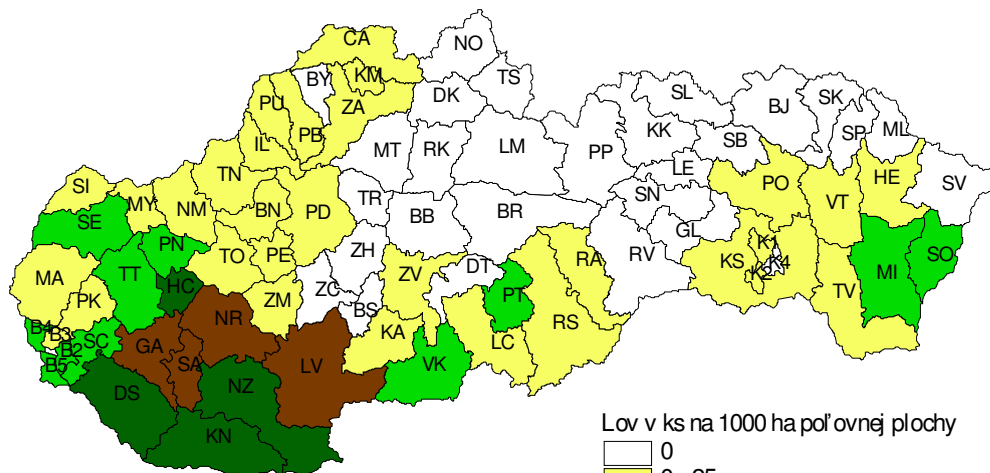 CA
NO
BY
KM
TS
PU
ZA
DK
SL
BJ
SK
PB
SP
ML
IL
MT
RK
LM
PP
KK
SB
TN
LE
SI
MY
NM
BN
PD
TR
SN
PO
VT
HE
SV
SE
BB
BR
GL
PN
TO
PE
ZH
RV
K1
MA
TT
ZV
DT
RA
KS
K4
K2
MI
SO
PK
HC
ZM
ZC
BS
PT
TV
B4
B3
SC
NR
KA
LC
RS
B2
GA
B5
SA
LV
VK
DS
NZ
KN
Lov v ks na 1000 ha poľovnej plochy
0